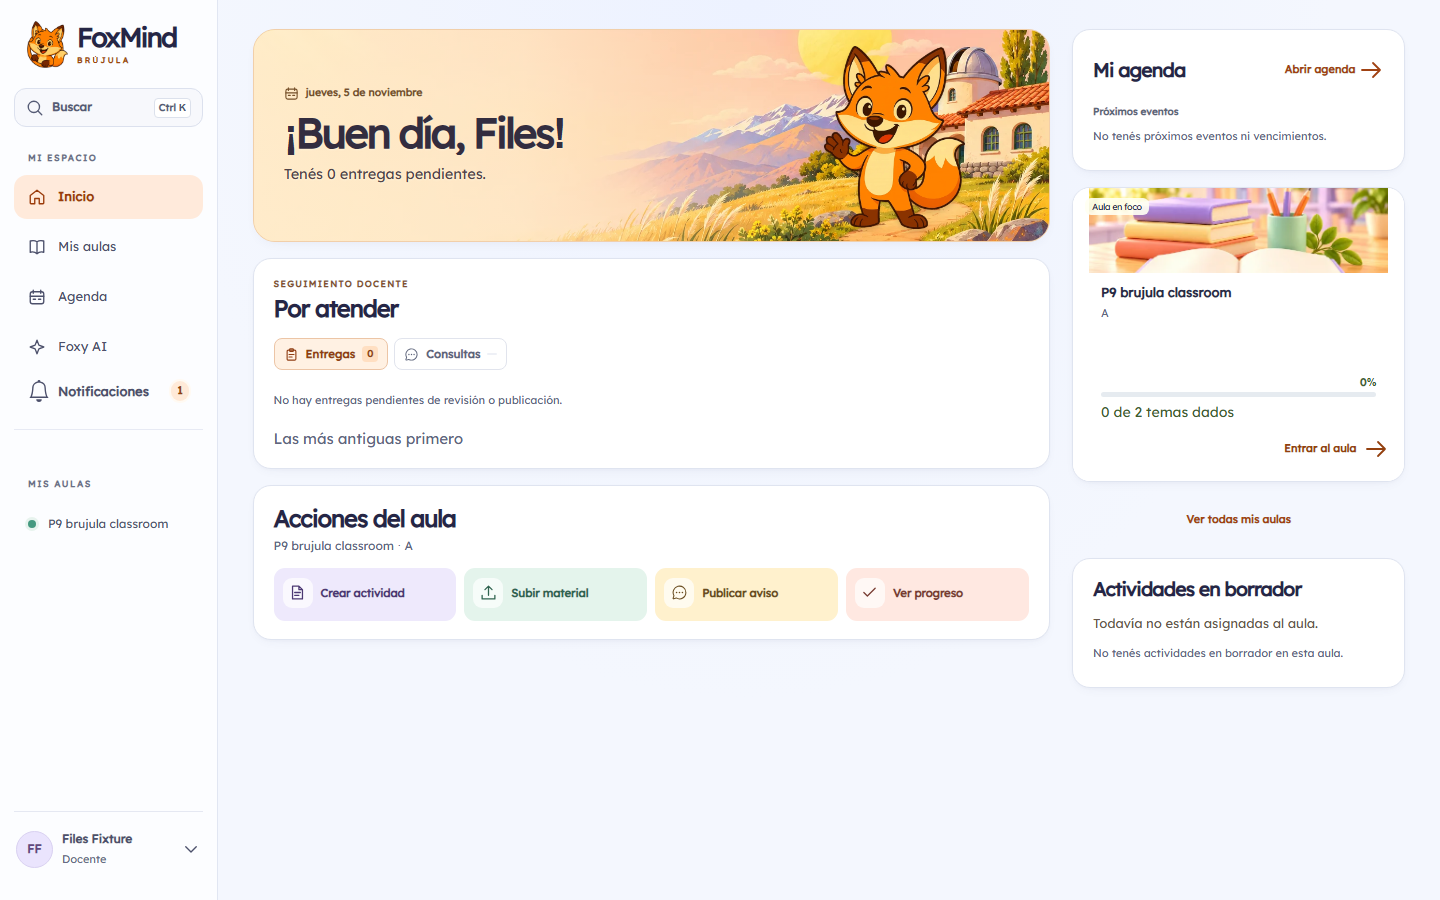 FoxMind
BRÚJULA
Buscar
Ctrl K
MI ESPACIO
Inicio
Mis aulas
Agenda
Foxy AI
Notificaciones
1
MIS AULAS
P9 brujula classroom
FF
Files Fixture
Docente
jueves, 5 de noviembre
¡Buen día, Files!
Tenés 0 entregas pendientes.
SEGUIMIENTO DOCENTE
Por atender
Entregas 0
Consultas —
No hay entregas pendientes de revisión o publicación.
Las más antiguas primero
Acciones del aula
P9 brujula classroom · A
Crear actividad
Subir material
Publicar aviso
Ver progreso
Mi agenda
Abrir agenda
Próximos eventos
No tenés próximos eventos ni vencimientos.
Aula en foco
P9 brujula classroom
A
0%
0 de 2 temas dados
Entrar al aula
Ver todas mis aulas
Actividades en borrador
Todavía no están asignadas al aula.
No tenés actividades en borrador en esta aula.